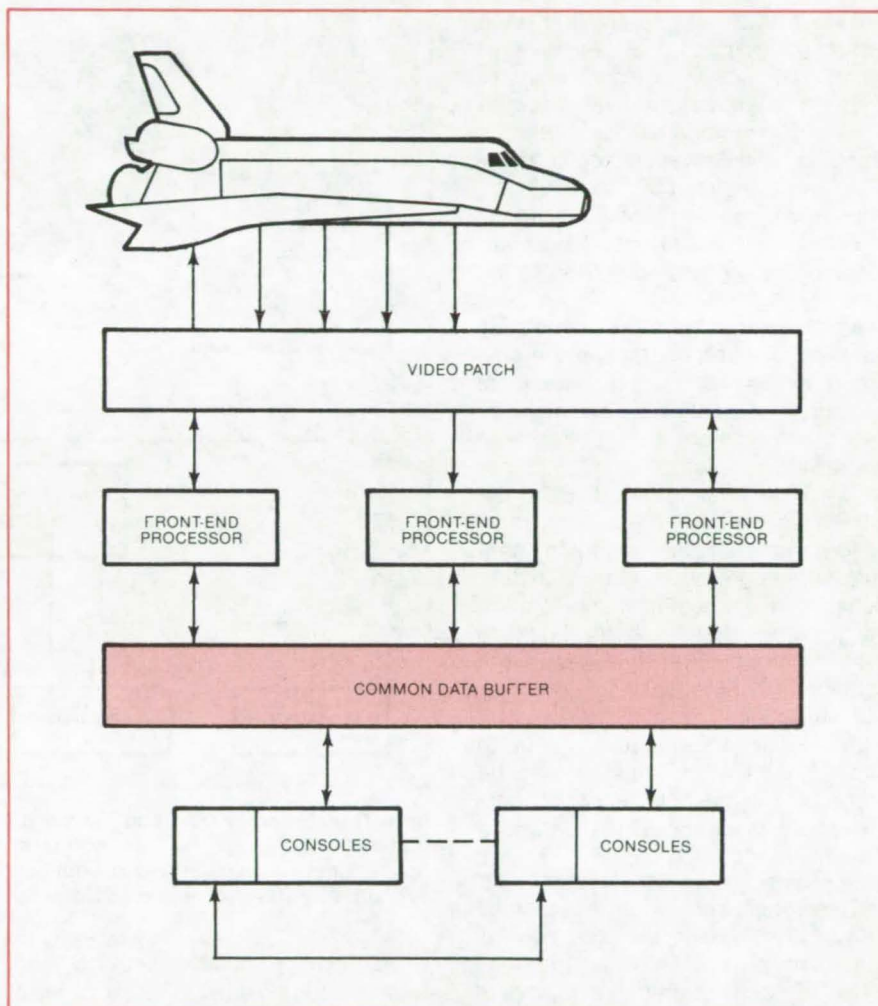 VIDEO PATCH
FRONT-END FRONT-END FRONT-END
PROCESSOR PROCESSOR PROCESSOR
COMMON DATA BUFFER
CONSOLES CONSOLES